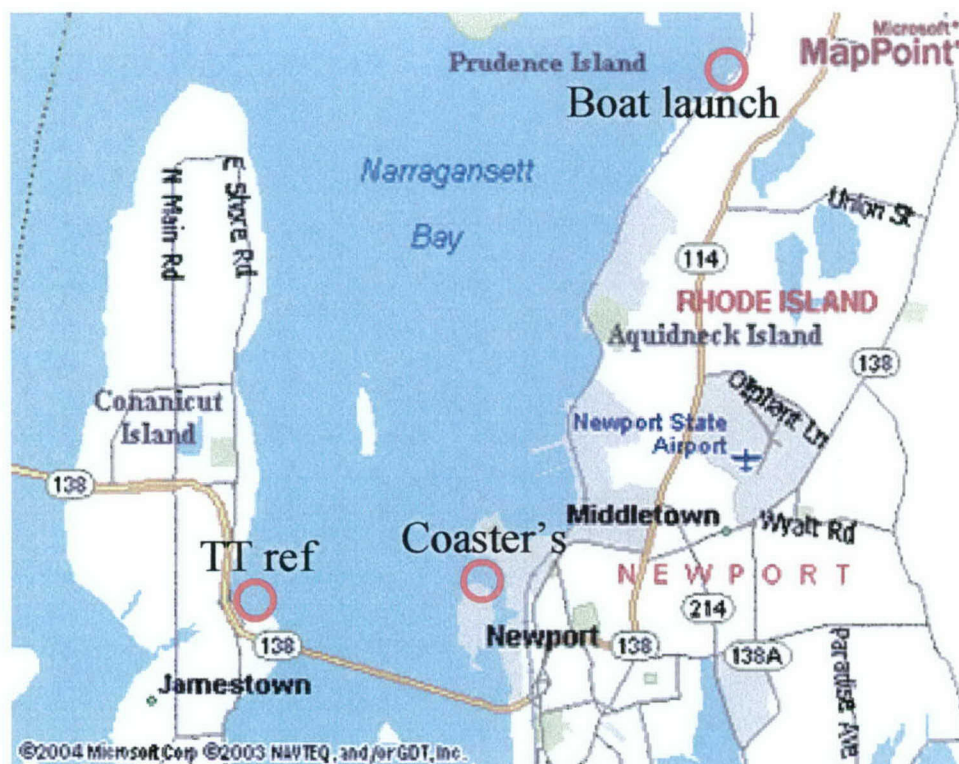 Microsoft®
MapPoint®
Prudence Island
Boat launch
Narragansett
Bay
N Main Rd
E Shore Rd
Union St
114
RHODE ISLAND
Aquidneck Island
138
Conanicut
Island
Oliphant Ln
Newport State
Airport
138
Middletown
Wyatt Rd
TT ref
Coaster's
NEWPORT
214
Newport
138
138
138A
Paradise Ave
Jamestown
©2004 Microsoft Corp ©2003 NAVTEQ, and/or GDT, Inc.